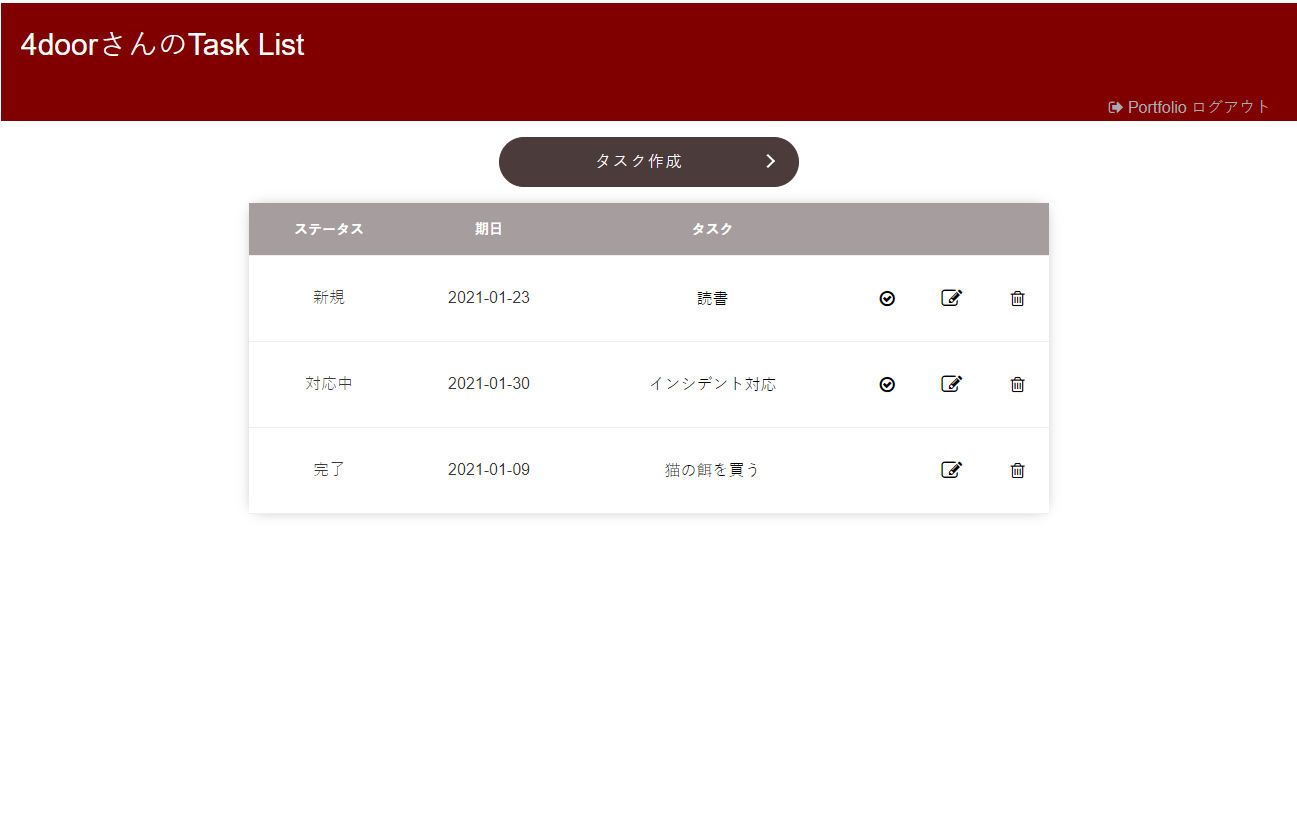 4doorさんのTask List
Portfolio ログアウト
タスク作成
ステータス 期日 タスク
新規 2021-01-23 読書
対応中 2021-01-30 インシデント対応
完了 2021-01-09 猫の餌を買う